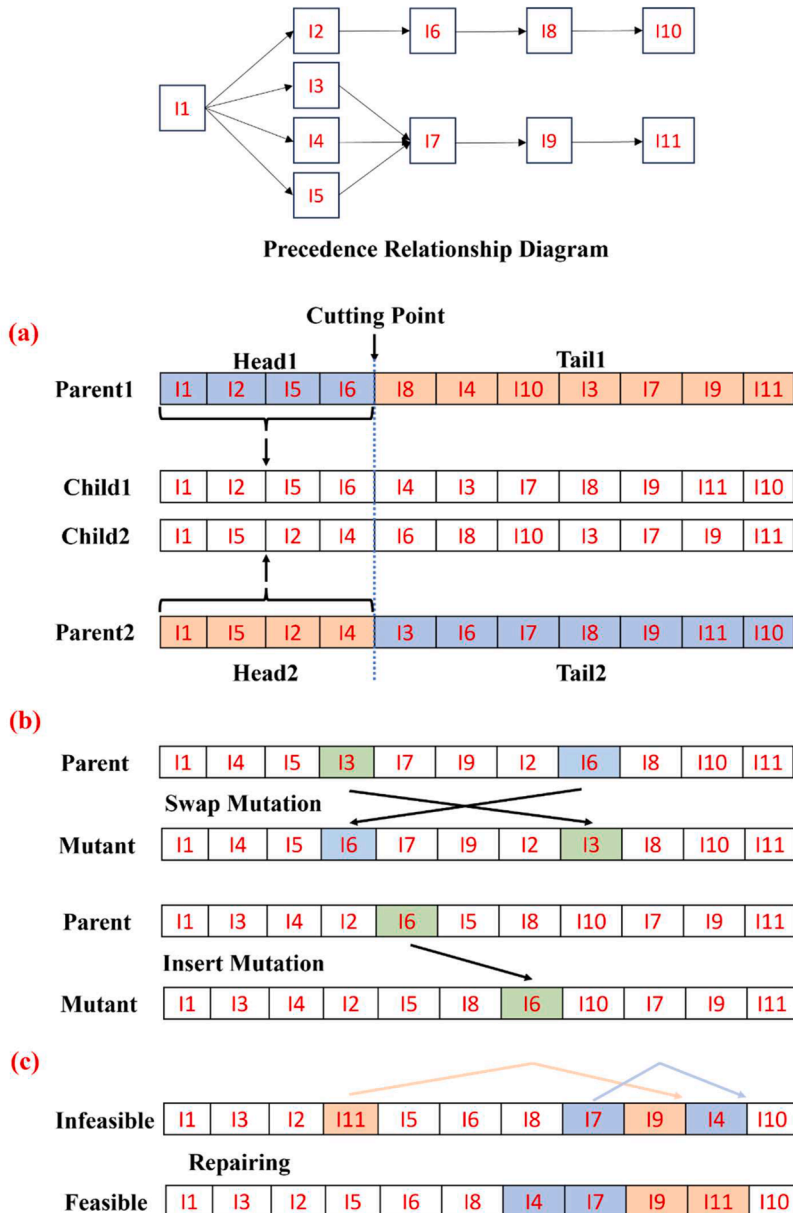 I2 I6 I8 I10
I3
I1
I4 I7 I9 I11
I5
Precedence Relationship Diagram
Cutting Point
(a)
Head1 Tail1
Parent1 I1 I2 I5 I6 I8 I4 I10 I3 I7 I9 I11
Child1 I1 I2 I5 I6 I4 I3 I7 I8 I9 I11 I10
Child2 I1 I5 I2 I4 I6 I8 I10 I3 I7 I9 I11
Parent2 I1 I5 I2 I4 I3 I6 I7 I8 I9 I11 I10
Head2 Tail2
(b)
Parent I1 I4 I5 I3 I7 I9 I2 I6 I8 I10 I11
Swap Mutation
Mutant I1 I4 I5 I6 I7 I9 I2 I3 I8 I10 I11
Parent I1 I3 I4 I2 I6 I5 I8 I10 I7 I9 I11
Insert Mutation
Mutant I1 I3 I4 I2 I5 I8 I6 I10 I7 I9 I11
(c)
Infeasible I1 I3 I2 I11 I5 I6 I8 I7 I9 I4 I10
Repairing
Feasible I1 I3 I2 I5 I6 I8 I4 I7 I9 I11 I10